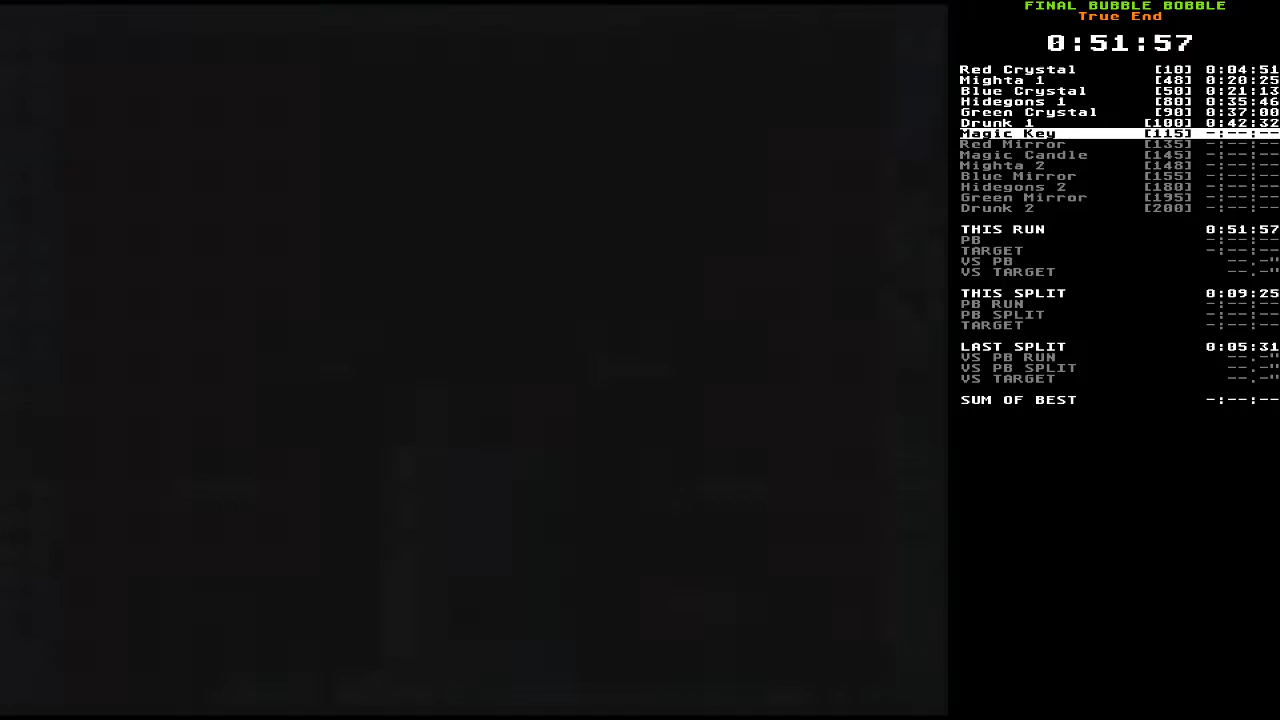 FINAL BUBBLE BOBBLE
True End
0:51:57
Red Crystal [10] 0:04:51
Mighta 1 [48] 0:20:25
Blue Crystal [50] 0:21:13
Hidegons 1 [80] 0:35:46
Green Crystal [90] 0:37:00
Drunk 1 [100] 0:42:32
Magic Key [115] -:--:--
Red Mirror [135] -:--:--
Magic Candle [145] -:--:--
Mighta 2 [148] -:--:--
Blue Mirror [155] -:--:--
Hidegons 2 [180] -:--:--
Green Mirror [195] -:--:--
Drunk 2 [200] -:--:--
THIS RUN 0:51:57
PB -:--:--
TARGET -:--:--
VS PB --.-"
VS TARGET --.-"
THIS SPLIT 0:09:25
PB RUN -:--:--
PB SPLIT -:--:--
TARGET -:--:--
LAST SPLIT 0:05:31
VS PB RUN --.-"
VS PB SPLIT --.-"
VS TARGET --.-"
SUM OF BEST -:--:--